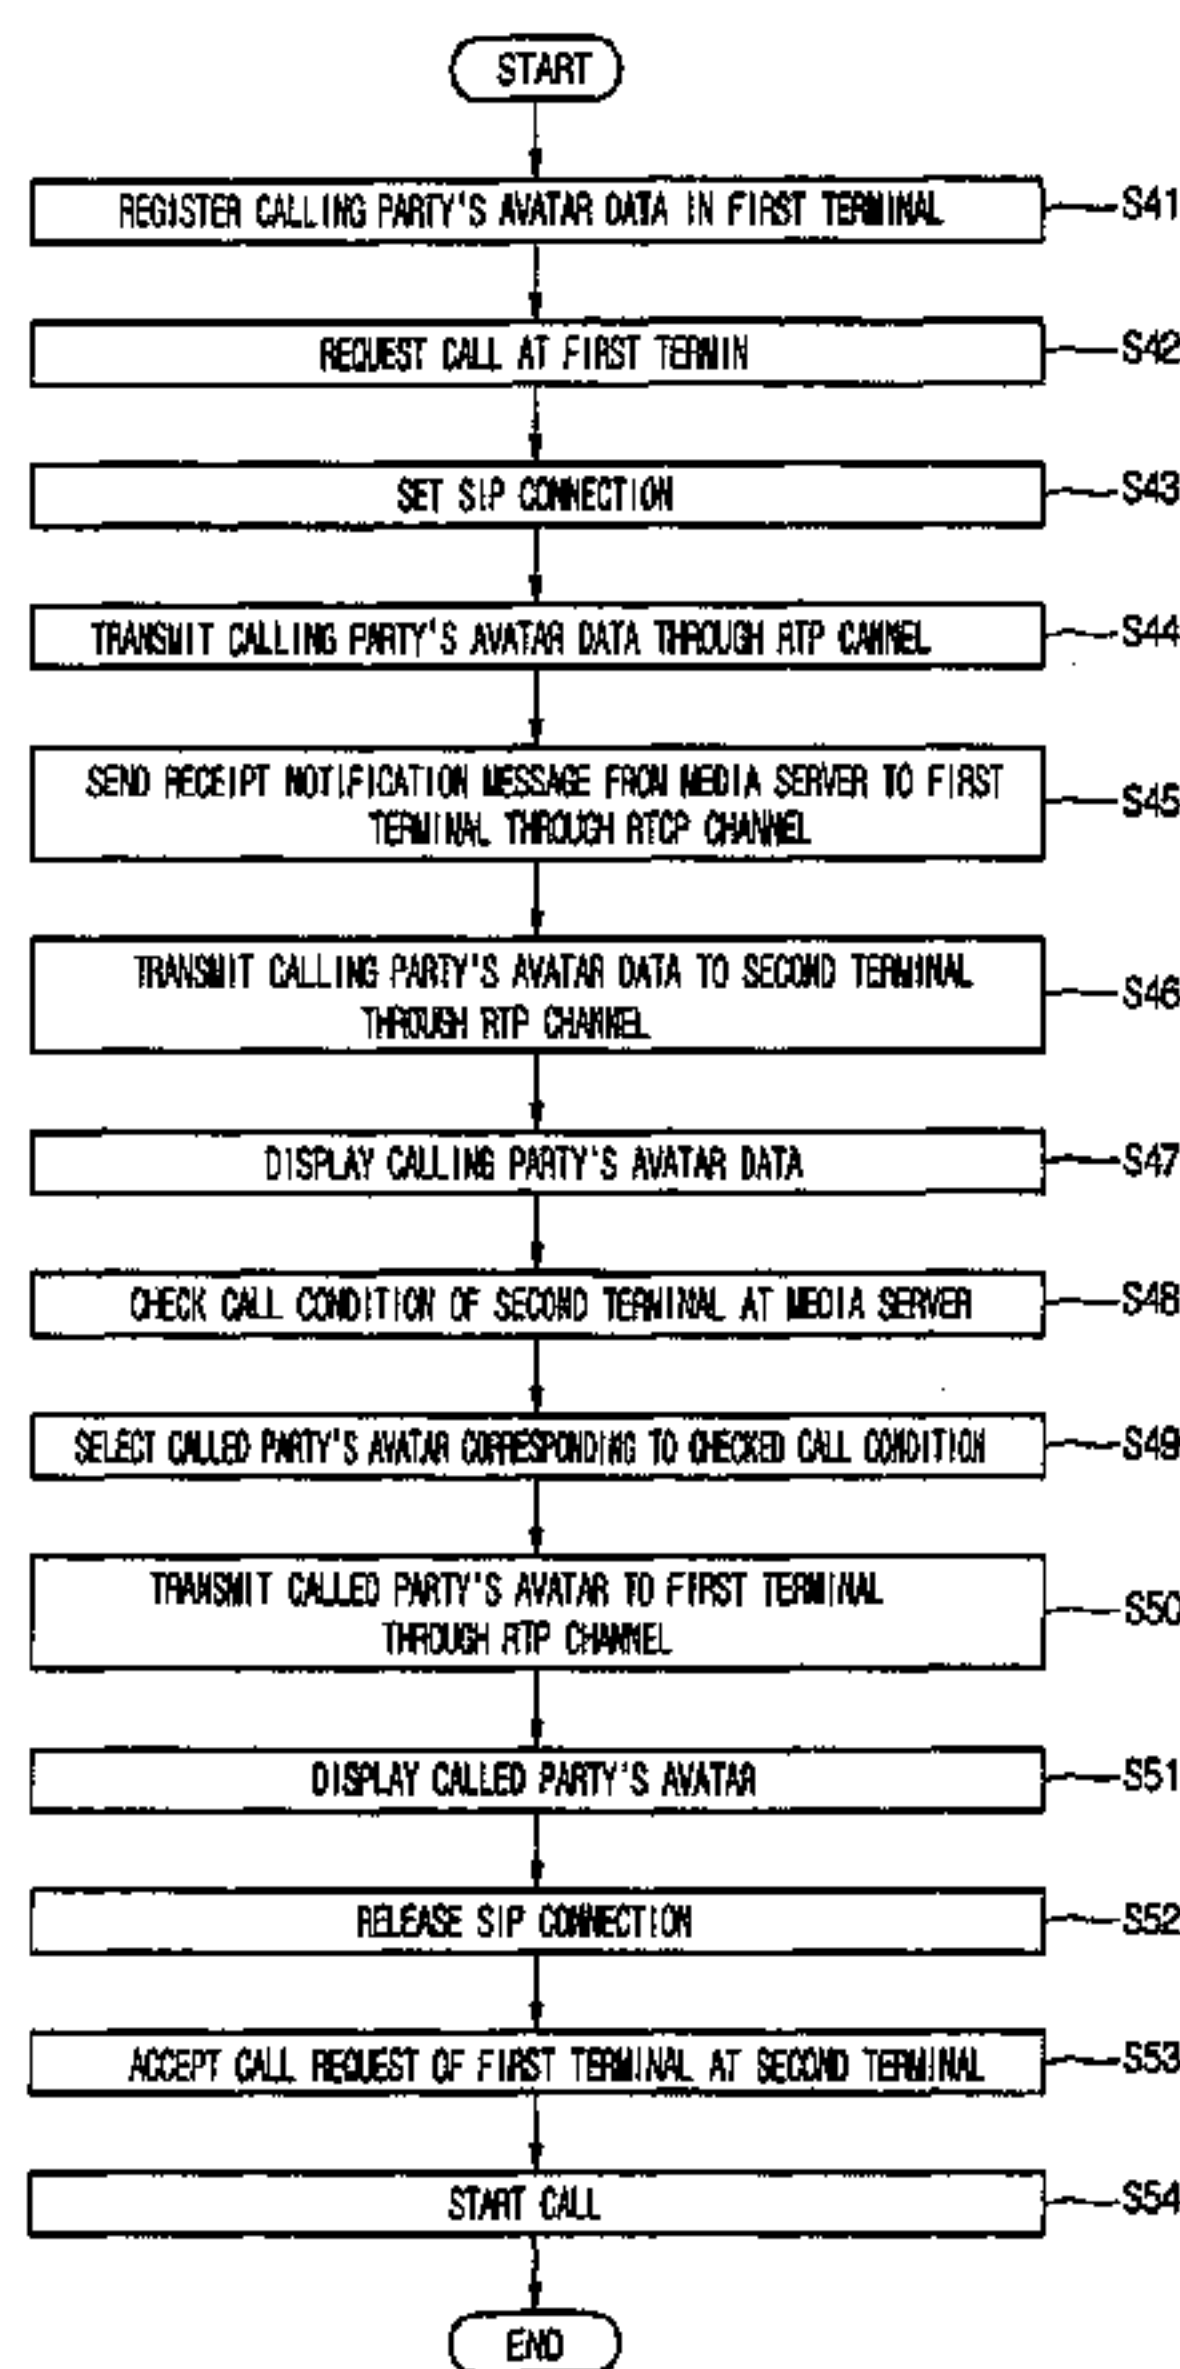 START
REGISTER CALLING PARTY'S AVATAR DATA IN FIRST TERMINAL
S41
REQUEST CALL AT FIRST TERMIN
S42
SET SIP CONNECTION
S43
TRANSMIT CALLING PARTY'S AVATAR DATA THROUGH RTP CANNEL
S44
SEND RECEIPT NOTIFICATION MESSAGE FROM MEDIA SERVER TO FIRST
TERMINAL THROUGH RTCP CHANNEL
S45
TRANSMIT CALLING PARTY'S AVATAR DATA TO SECOND TERMINAL
THROUGH RTP CHANNEL
S46
DISPLAY CALLING PARTY'S AVATAR DATA
S47
CHECK CALL CONDITION OF SECOND TERMINAL AT MEDIA SERVER
S48
SELECT CALLED PARTY'S AVATAR CORRESPONDING TO CHECKED CALL CONDITION
S49
TRANSMIT CALLED PARTY'S AVATAR TO FIRST TERMINAL
THROUGH RTP CHANNEL
S50
DISPLAY CALLED PARTY'S AVATAR
S51
RELEASE SIP CONNECTION
S52
ACCEPT CALL REQUEST OF FIRST TERMINAL AT SECOND TERMINAL
S53
START CALL
S54
END